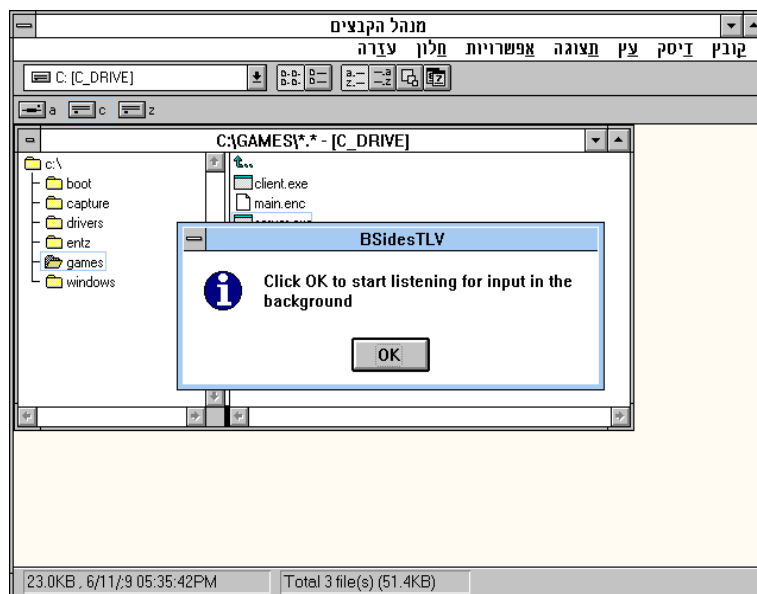 מנהל הקבצים
קובץ דיסק עץ תצוגה אפשרויות חלון עזרה
C: [C_DRIVE]
a c z
C:\GAMES\*.* - [C_DRIVE]
c:\
boot
capture
drivers
entz
games
windows
client.exe
main.enc
BSidesTLV
Click OK to start listening for input in the
background
OK
23.0KB , 6/11/;9 05:35:42PM
Total 3 file(s) (51.4KB)